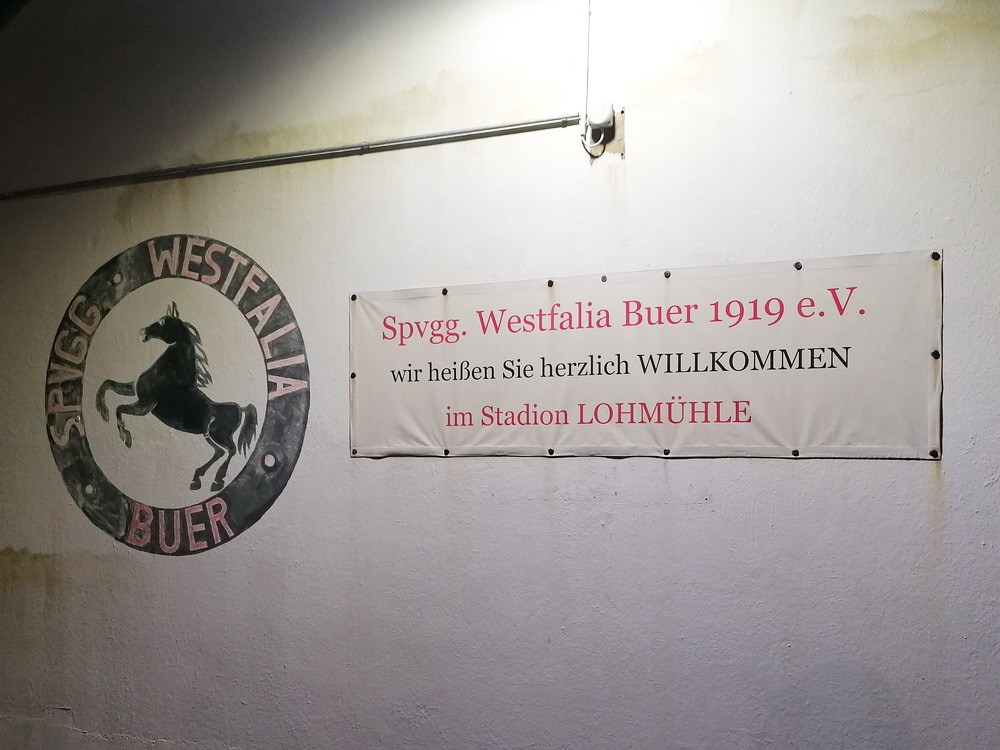 SPVGG WESTFALIA
BUER
Spvgg. Westfalia Buer 1919 e.V.
wir heißen Sie herzlich WILLKOMMEN
im Stadion LOHMÜHLE